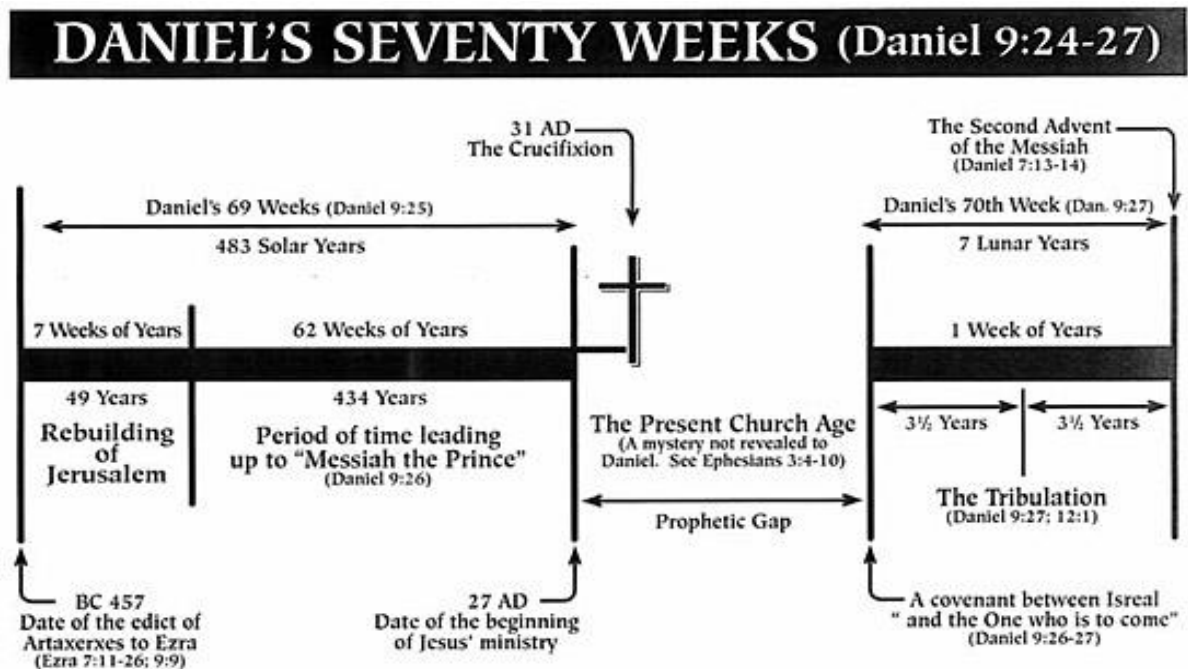 DANIEL'S SEVENTY WEEKS (Daniel 9:24-27)
31 AD
The Crucifixion
The Second Advent
of the Messiah
(Daniel 7:13-14)
Daniel's 69 Weeks (Daniel 9:25)
483 Solar Years
Daniel's 70th Week (Dan. 9:27)
7 Lunar Years
7 Weeks of Years
62 Weeks of Years
1 Week of Years
49 Years
434 Years
3½ Years
3½ Years
Rebuilding
of
Jerusalem
Period of time leading
up to "Messiah the Prince"
(Daniel 9:26)
The Present Church Age
(A mystery not revealed to
Daniel. See Ephesians 3:4-10)
Prophetic Gap
The Tribulation
(Daniel 9:27; 12:1)
BC 457
Date of the edict of
Artaxerxes to Ezra
(Ezra 7:11-26; 9:9)
27 AD
Date of the beginning
of Jesus' ministry
A covenant between Isreal
" and the One who is to come"
(Daniel 9:26-27)